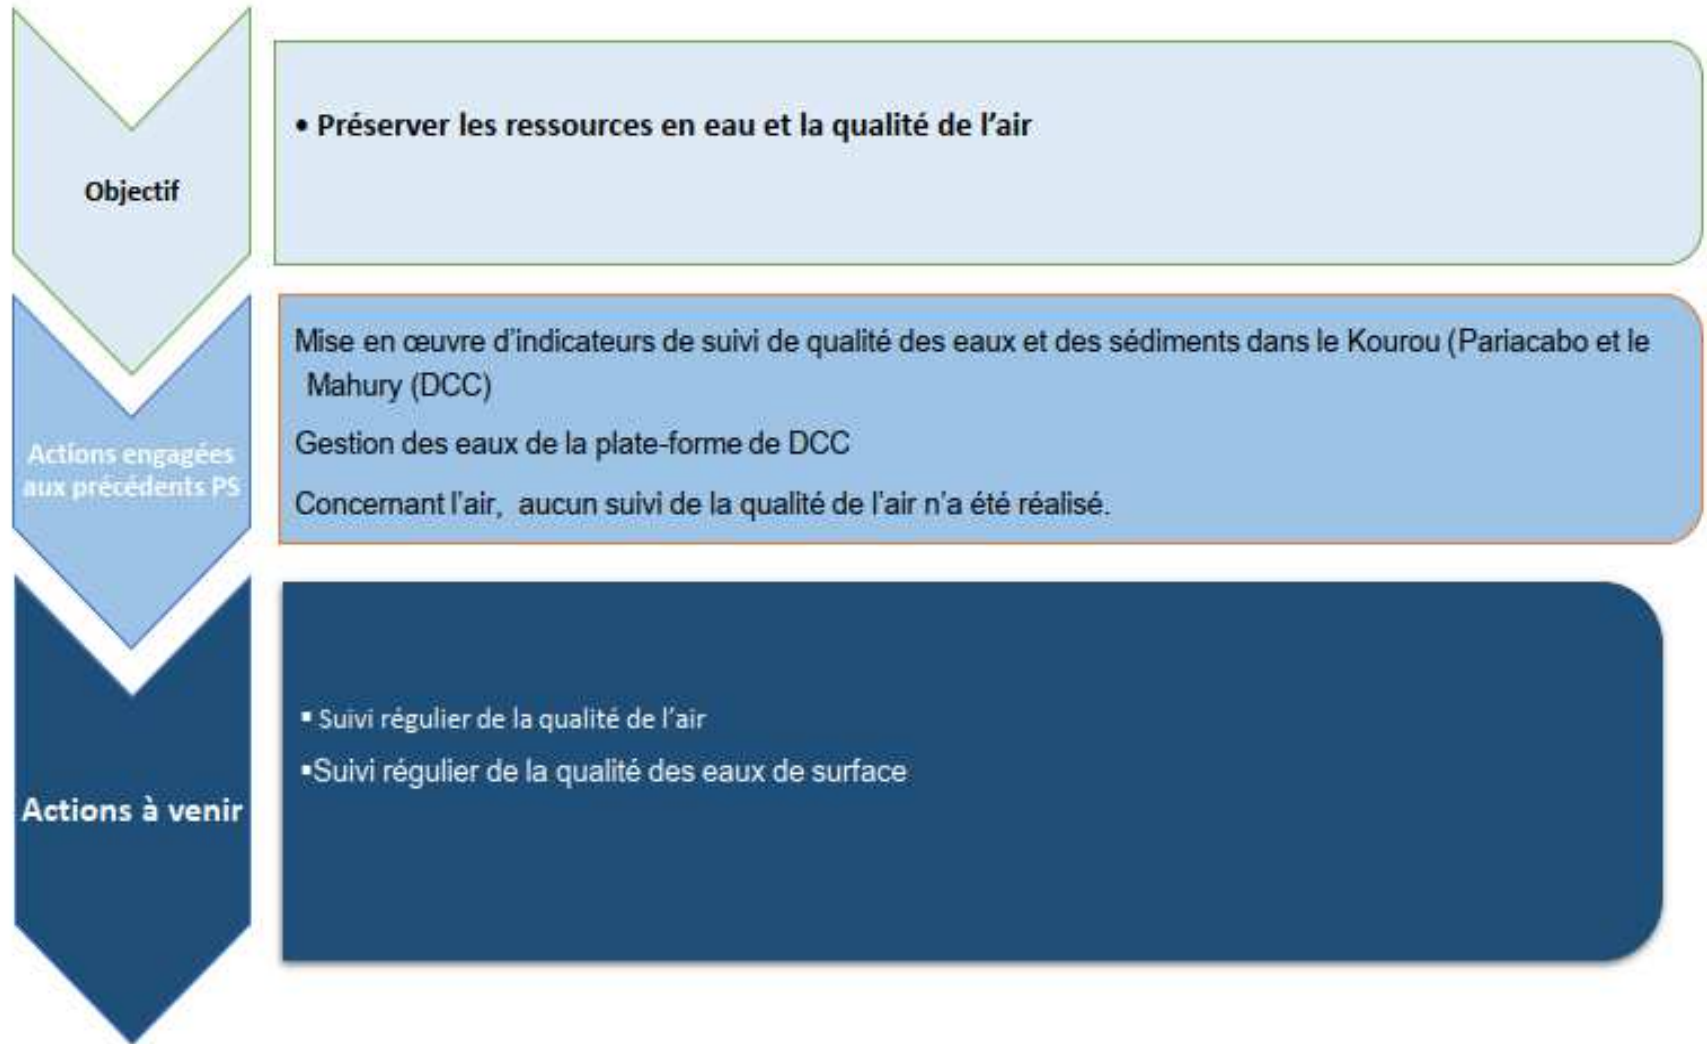 Objectif
• Préserver les ressources en eau et la qualité de l’air
Actions engagées
aux précédents PS
Mise en œuvre d’indicateurs de suivi de qualité des eaux et des sédiments dans le Kourou (Pariacabo et le
Mahury (DCC)
Gestion des eaux de la plate-forme de DCC
Concernant l’air, aucun suivi de la qualité de l’air n’a été réalisé.
Actions à venir
▪ Suivi régulier de la qualité de l’air
▪Suivi régulier de la qualité des eaux de surface